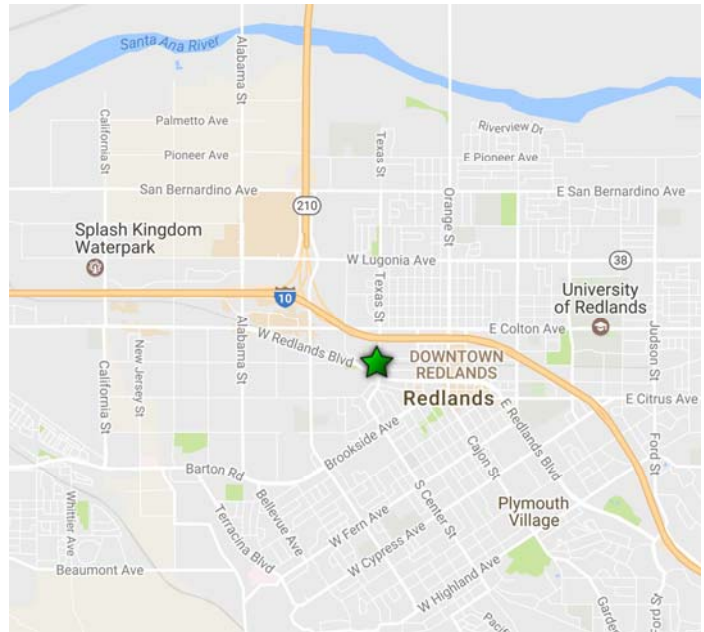 Santa Ana River
Alabama St
California St
Palmetto Ave
Pioneer Ave
San Bernardino Ave
Texas St
Riverview Dr
E Pioneer Ave
Orange St
E San Bernardino Ave
210
Splash Kingdom
Waterpark
W Lugonia Ave
38
University
of Redlands
10
Texas St
E Colton Ave
Judson St
W Redlands Blvd
Alabama St
New Jersey St
California St
DOWNTOWN
REDLANDS
Redlands
E Citrus Ave
E Redlands Blvd
Ford St
Brookside Ave
Cajon St
Barton Rd
S Center St
Bellevue Ave
Whittier Ave
Terracina Blvd
W Fern Ave
Plymouth
Village
W Cypress Ave
Beaumont Ave
W Highland Ave